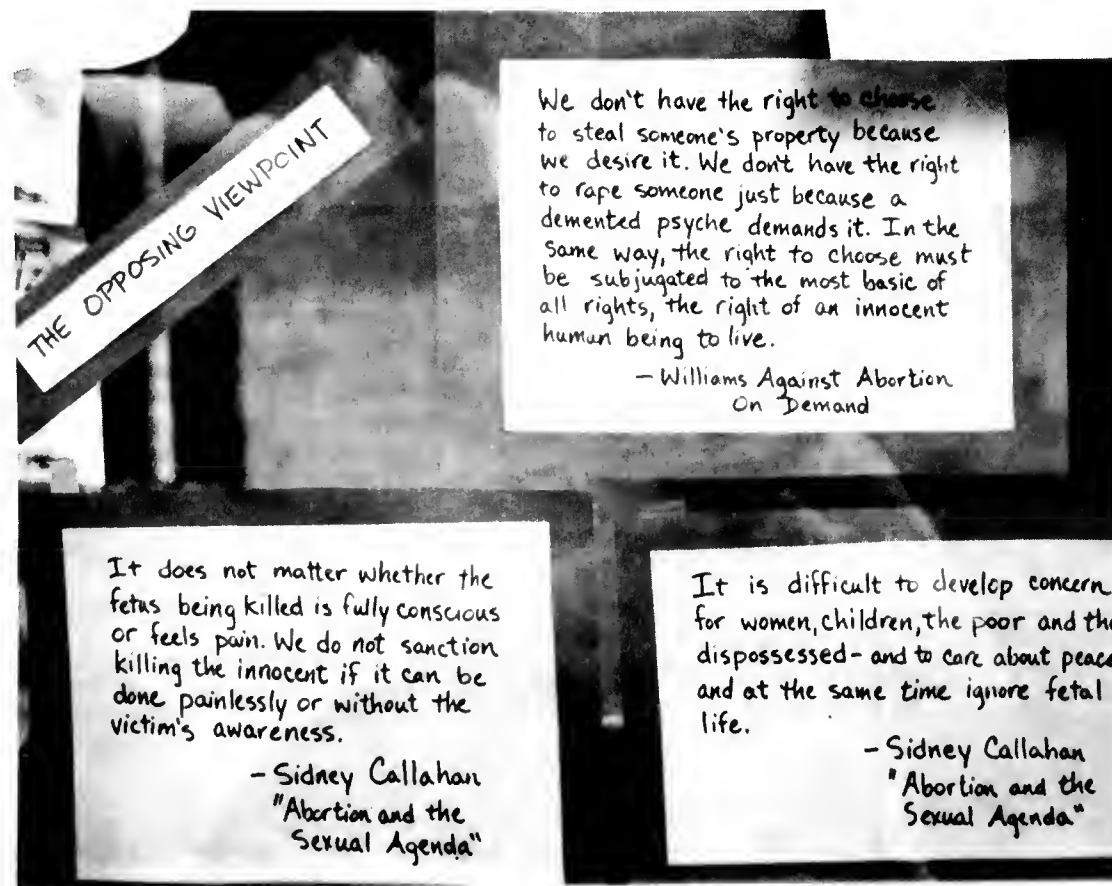 THE OPPOSING VIEWPOINT
We don't have the right to choose
to steal someone's property because
we desire it. We don't have the right
to rape someone just because a
demented psyche demands it. In the
same way, the right to choose must
be subjugated to the most basic of
all rights, the right of an innocent
human being to live.
– Williams Against Abortion
On Demand
It does not matter whether the
fetus being killed is fully conscious
or feels pain. We do not sanction
killing the innocent if it can be
done painlessly or without the
victim's awareness.
– Sidney Callahan
"Abortion and the
Sexual Agenda"
It is difficult to develop concern
for women, children, the poor and the
dispossessed - and to care about peace
and at the same time ignore fetal
life.
– Sidney Callahan
"Abortion and the
Sexual Agenda"